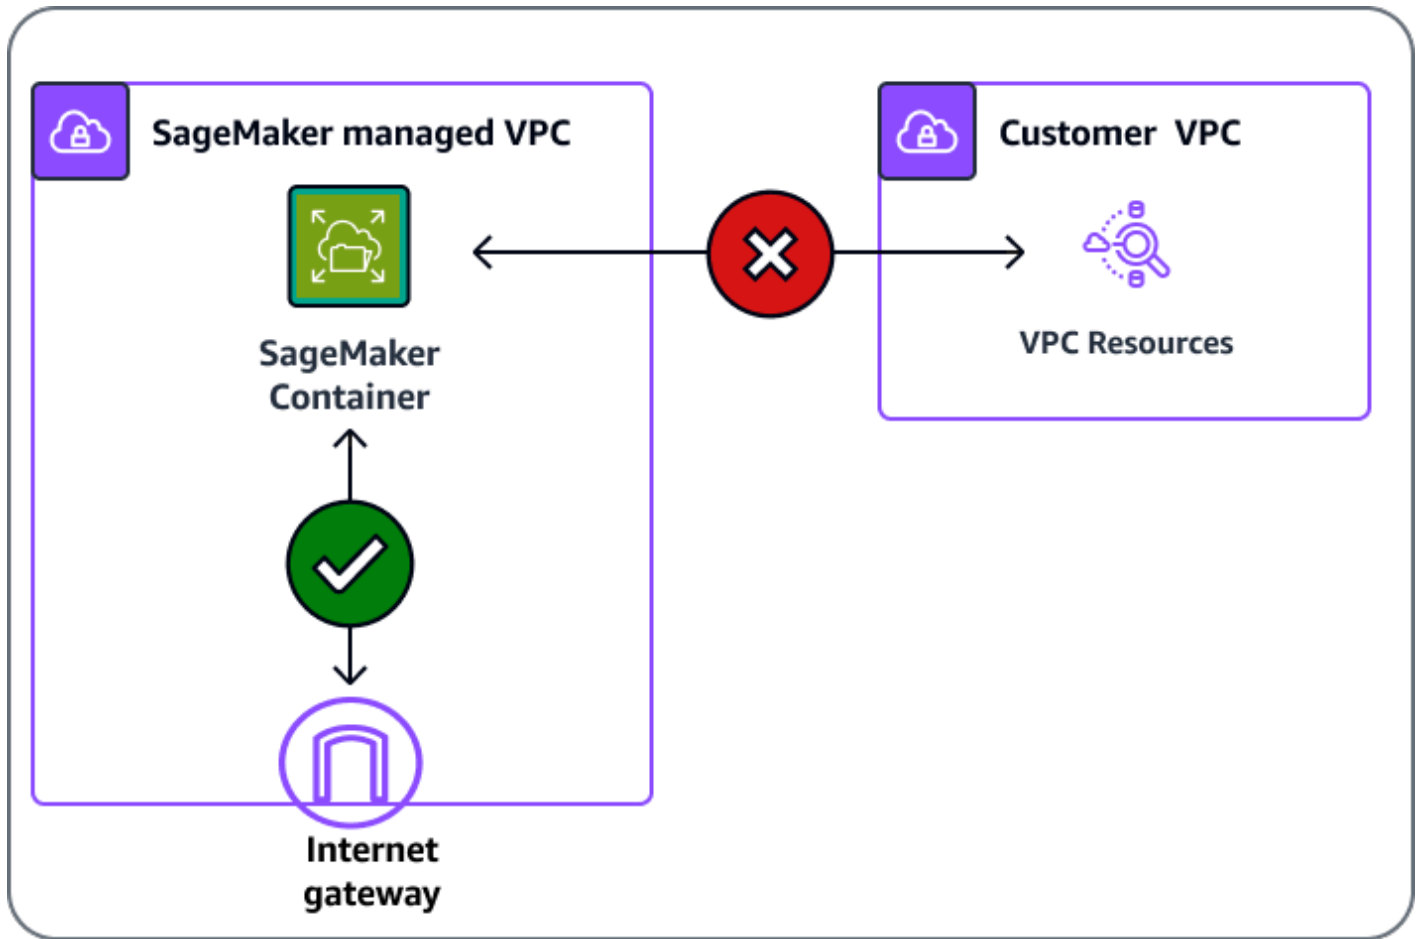 SageMaker managed VPC
Customer VPC
SageMaker
Container
VPC Resources
Internet
gateway